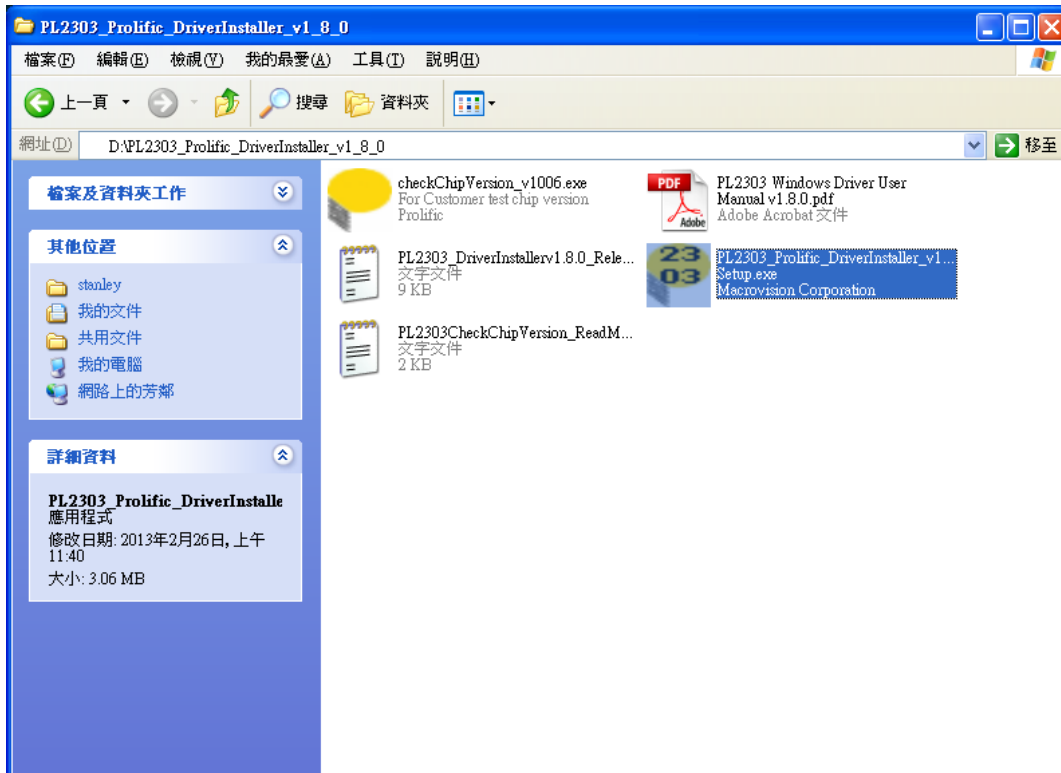 PL2303_Prolific_DriverInstaller_v1_8_0
檔案(F) 編輯(E) 檢視(V) 我的最愛(A) 工具(T) 說明(H)
上一頁 搜尋 資料夾
網址(D) D:\PL2303_Prolific_DriverInstaller_v1_8_0 移至
檔案及資料夾工作
其他位置
stanley
我的文件
共用文件
我的電腦
網路上的芳鄰
詳細資料
PL2303_Prolific_DriverInstalle
應用程式
修改日期: 2013年2月26日, 上午
11:40
大小: 3.06 MB
checkChipVersion_v1006.exe
For Customer test chip version
Prolific
PDF
Adobe
PL2303 Windows Driver User
Manual v1.8.0.pdf
Adobe Acrobat 文件
PL2303_DriverInstallerv1.8.0_Rele...
文字文件
9 KB
23
03
PL2303_Prolific_DriverInstaller_v1...
Setup.exe
Macrovision Corporation
PL2303CheckChipVersion_ReadM...
文字文件
2 KB